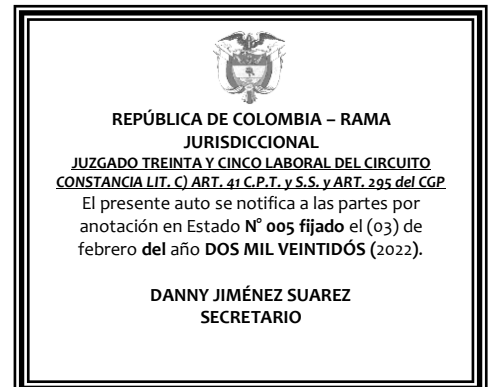 REPÚBLICA DE COLOMBIA – RAMA
JURISDICCIONAL
JUZGADO TREINTA Y CINCO LABORAL DEL CIRCUITO
CONSTANCIA LIT. C) ART. 41 C.P.T. y S.S. y ART. 295 del CGP
El presente auto se notifica a las partes por
anotación en Estado N° 005 fijado el (03) de
febrero del año DOS MIL VEINTIDÓS (2022).
DANNY JIMÉNEZ SUAREZ
SECRETARIO